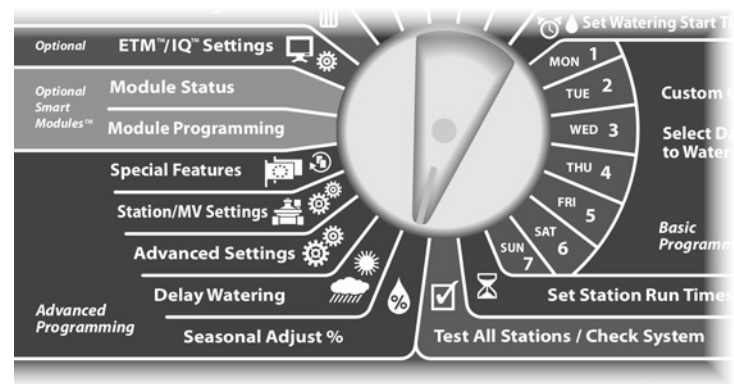 Optional
ETM™/IQ™ Settings
Optional
Smart
Modules™
Module Status
Module Programming
Special Features
Station/MV Settings
Advanced Settings
Delay Watering
Advanced
Programming
Seasonal Adjust %
%
Set Watering Start
MON 1
TUE 2
WED 3
THU 4
FRI 5
SAT 6
SUN 7
Custom
Select
to Water
Basic
Set Station Run Times
Test All Stations / Check System